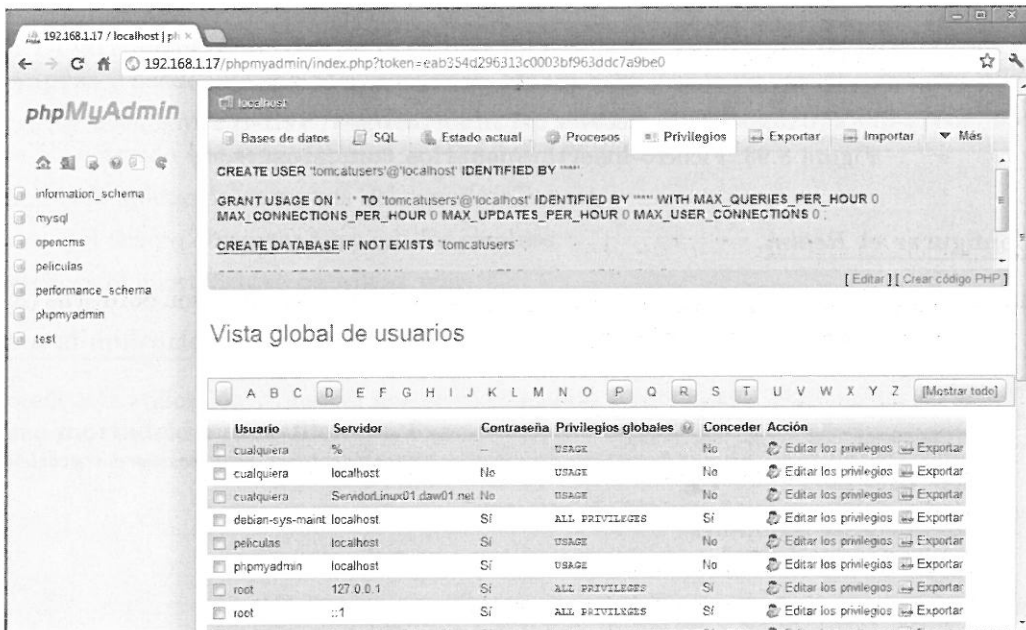 192.168.1.17 / localhost | ph
192.168.1.17/phpmyadmin/index.php?token=eab354d296313c0003bf963ddc7a9be0
phpMyAdmin
information_schema
mysql
opencms
peliculas
performance_schema
phpmyadmin
test
localhost
Bases de datos SQL Estado actual Procesos Privilegios Exportar Importar Más
CREATE USER 'tomcatusers'@'localhost' IDENTIFIED BY '***';
GRANT USAGE ON * . * TO 'tomcatusers'@'localhost' IDENTIFIED BY '***' WITH MAX_QUERIES_PER_HOUR 0
MAX_CONNECTIONS_PER_HOUR 0 MAX_UPDATES_PER_HOUR 0 MAX_USER_CONNECTIONS 0 ;
CREATE DATABASE IF NOT EXISTS `tomcatusers`
[ Editar ] [ Crear código PHP ]
Vista global de usuarios
A B C D E F G H I J K L M N O P Q R S T U V W X Y Z [Mostrar todo]
Usuario Servidor Contraseña Privilegios globales Conceder Acción
cualquiera % -- USAGE No Editar los privilegios Exportar
cualquiera localhost No USAGE No Editar los privilegios Exportar
cualquiera ServidorLinux01.daw01.net No USAGE No Editar los privilegios Exportar
debian-sys-maint localhost Sí ALL PRIVILEGES Sí Editar los privilegios Exportar
peliculas localhost Sí USAGE No Editar los privilegios Exportar
phpmyadmin localhost Sí USAGE No Editar los privilegios Exportar
root 127.0.0.1 Sí ALL PRIVILEGES Sí Editar los privilegios Exportar
root ::1 Sí ALL PRIVILEGES Sí Editar los privilegios Exportar